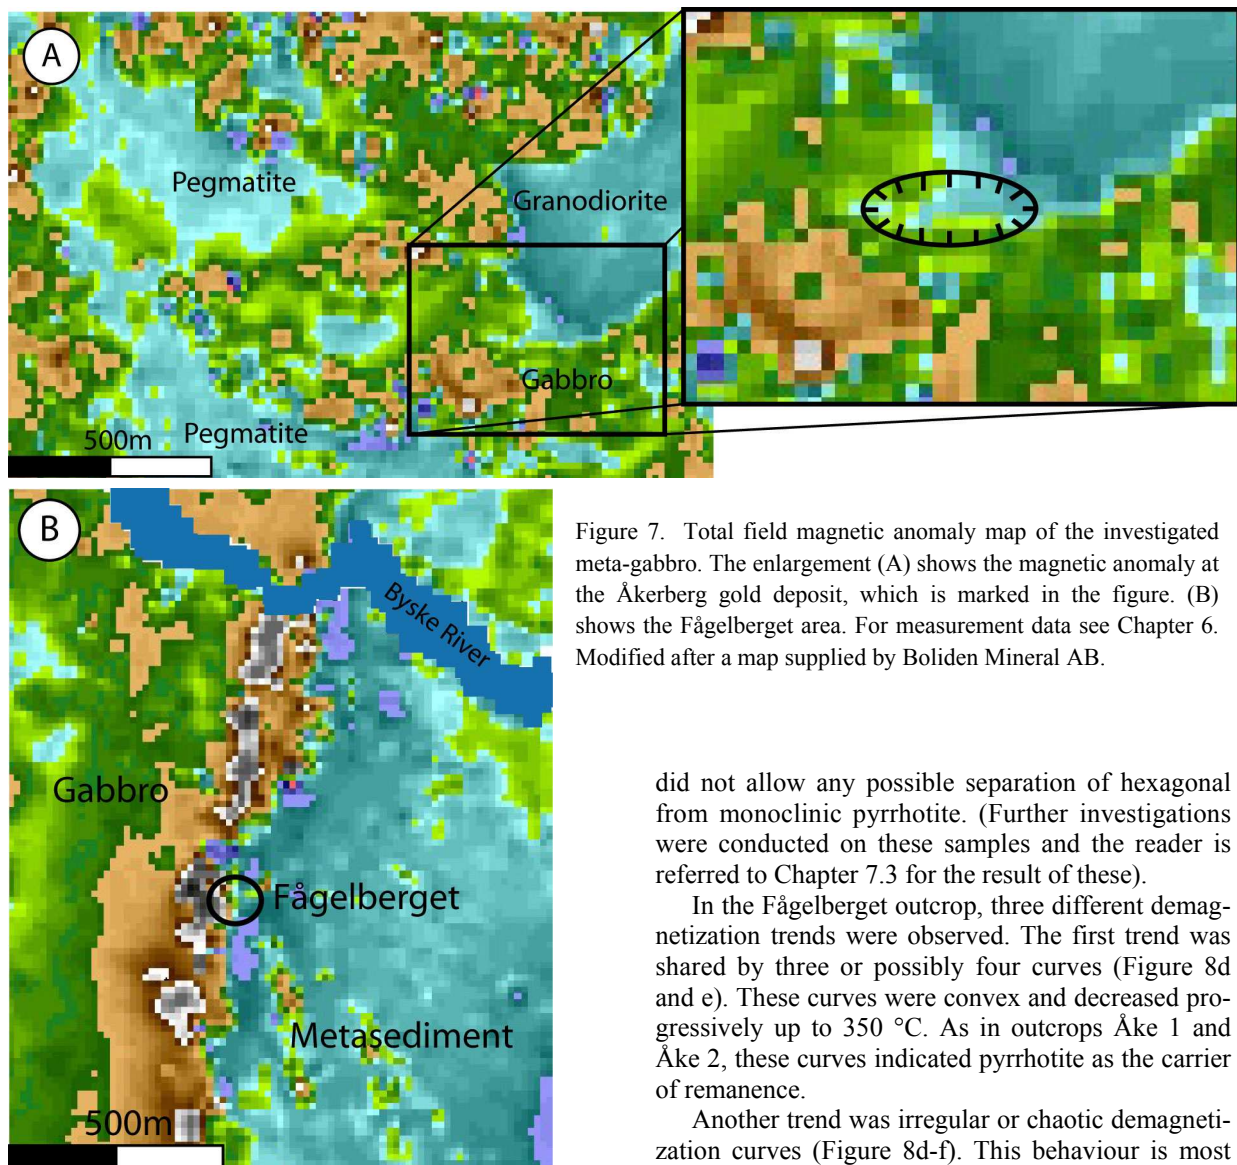 A
Pegmatite
Granodiorite
Gabbro
Pegmatite
500m
B
Byske River
Gabbro
Fågelberget
Metasediment
500m
Figure 7. Total field magnetic anomaly map of the investigated
meta-gabbro. The enlargement (A) shows the magnetic anomaly at
the Åkerberg gold deposit, which is marked in the figure. (B)
shows the Fågelberget area. For measurement data see Chapter 6.
Modified after a map supplied by Boliden Mineral AB.
did not allow any possible separation of hexagonal
from monoclinic pyrrhotite. (Further investigations
were conducted on these samples and the reader is
referred to Chapter 7.3 for the result of these).
In the Fågelberget outcrop, three different demag-
netization trends were observed. The first trend was
shared by three or possibly four curves (Figure 8d
and e). These curves were convex and decreased pro-
gressively up to 350 °C. As in outcrops Åke 1 and
Åke 2, these curves indicated pyrrhotite as the carrier
of remanence.
Another trend was irregular or chaotic demagneti-
zation curves (Figure 8d-f). This behaviour is most